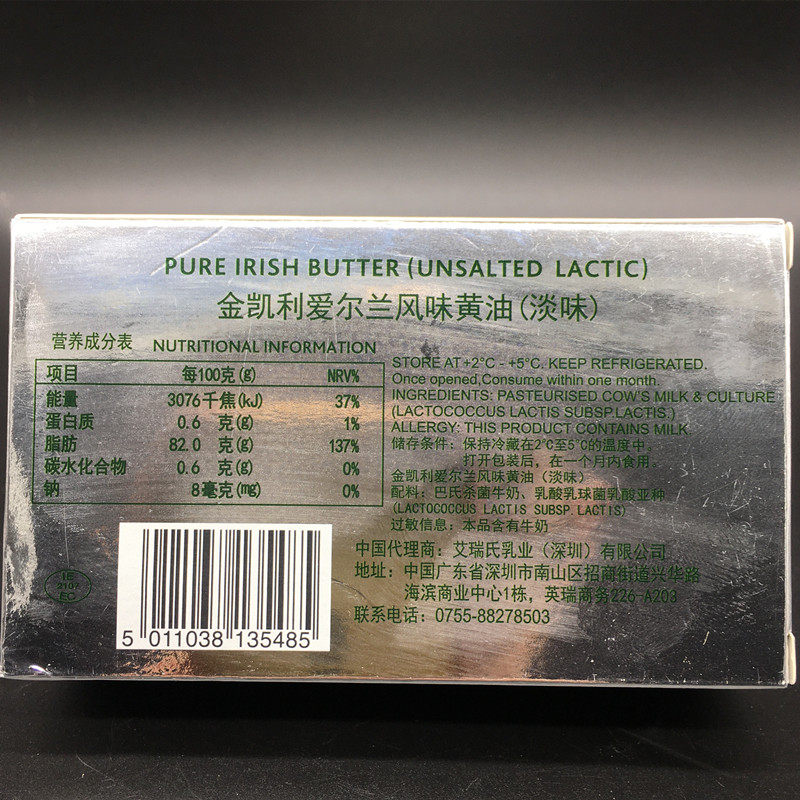 PURE IRISH BUTTER (UNSALTED LACTIC)
金凯利爱尔兰风味黄油(淡味)
营养成分表 NUTRITIONAL INFORMATION
项目 每100克(g) NRV%
能量 3076千焦(kJ) 37%
蛋白质 0.6 克(g) 1%
脂肪 82.0 克(g) 137%
碳水化合物 0.6 克(g) 0%
钠 8毫克(mg) 0%
STORE AT +2°C - +5°C. KEEP REFRIGERATED.
Once opened,Consume within one month.
INGREDIENTS: PASTEURISED COW'S MILK & CULTURE
(LACTOCOCCUS LACTIS SUBSP.LACTIS.)
ALLERGY: THIS PRODUCT CONTAINS MILK.
储存条件：保持冷藏在2℃至5℃的温度中。
打开包装后，在一个月内食用。
金凯利爱尔兰风味黄油（淡味）
配料：巴氏杀菌牛奶、乳酸乳球菌乳酸亚种
(LACTOCOCCUS LACTIS SUBSP. LACTIS)
过敏信息：本品含有牛奶
中国代理商：艾瑞氏乳业（深圳）有限公司
地址：中国广东省深圳市南山区招商街道兴华路
海滨商业中心1栋，英瑞商务226-A203
联系电话：0755-88278503
IE
2102
EC
5 011038 135485